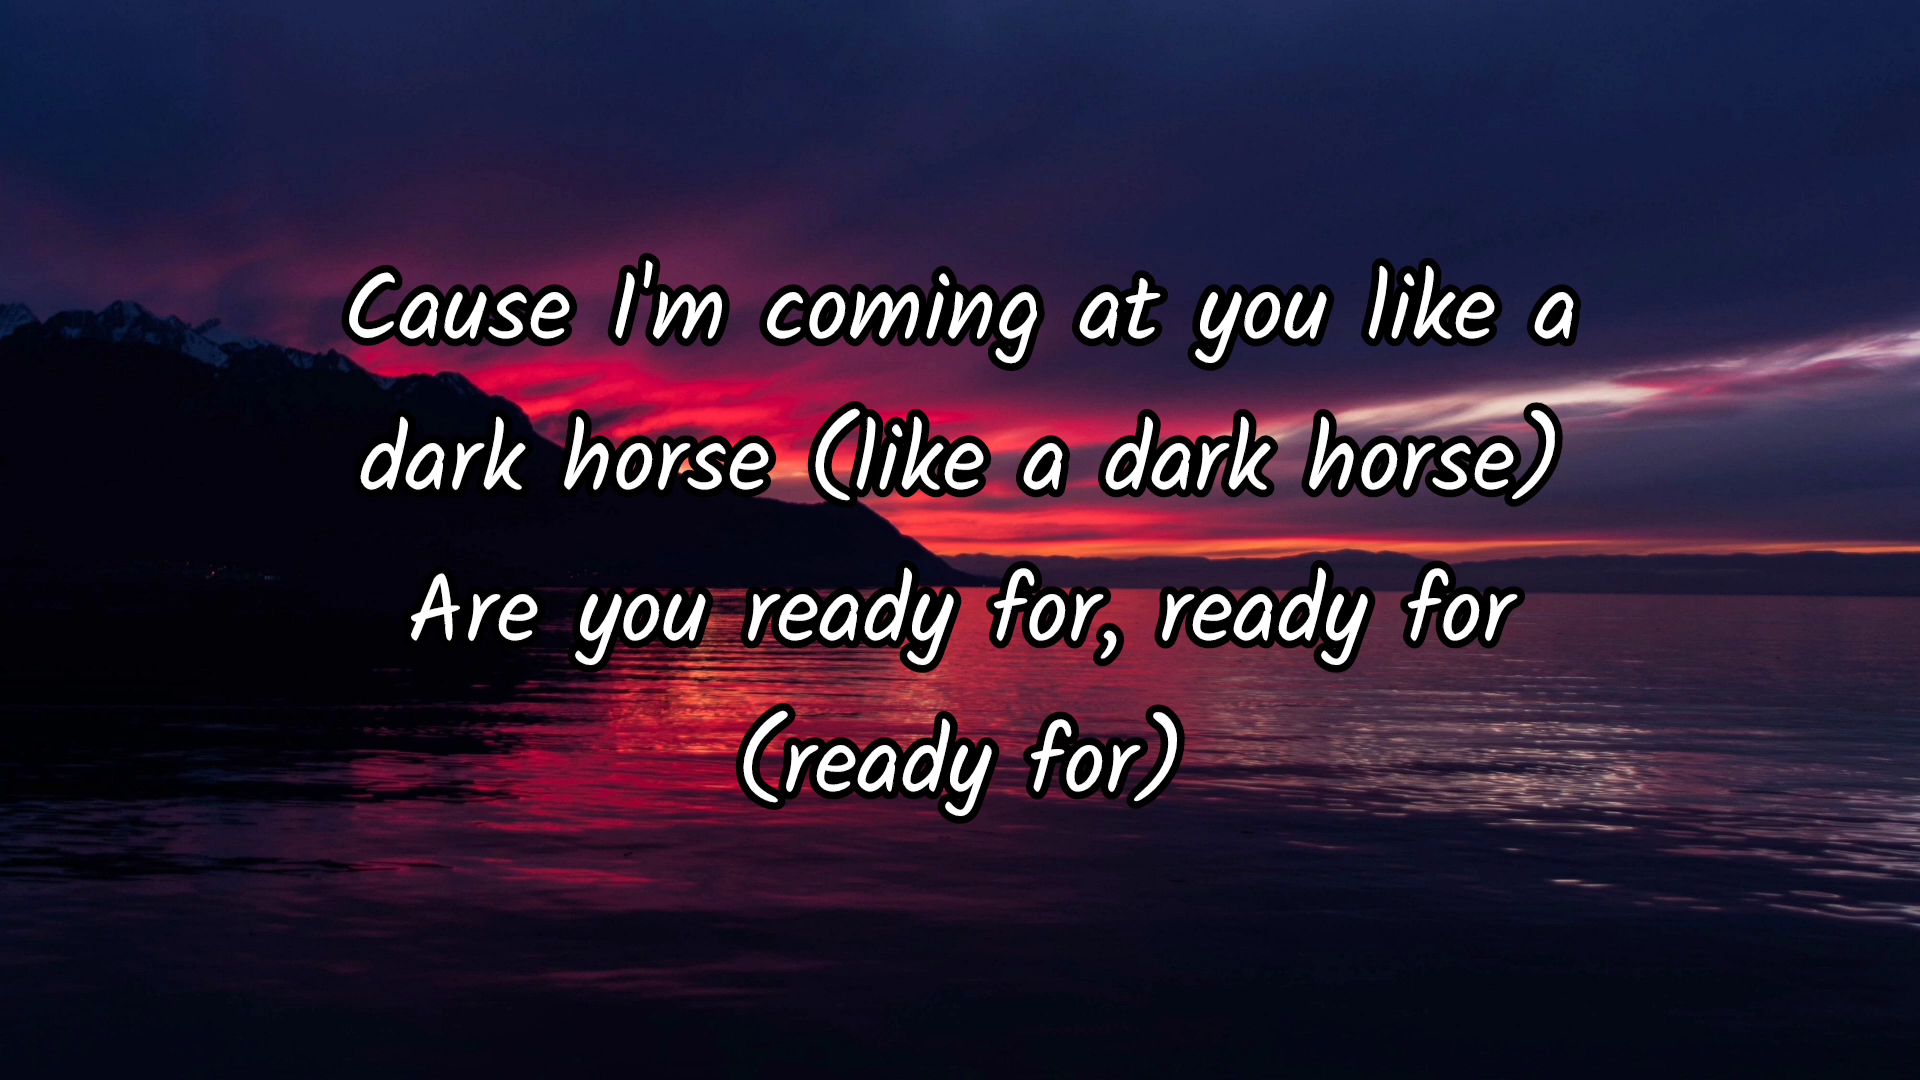 Cause I'm coming at you like a
dark horse (like a dark horse)
Are you ready for, ready for
(ready for)